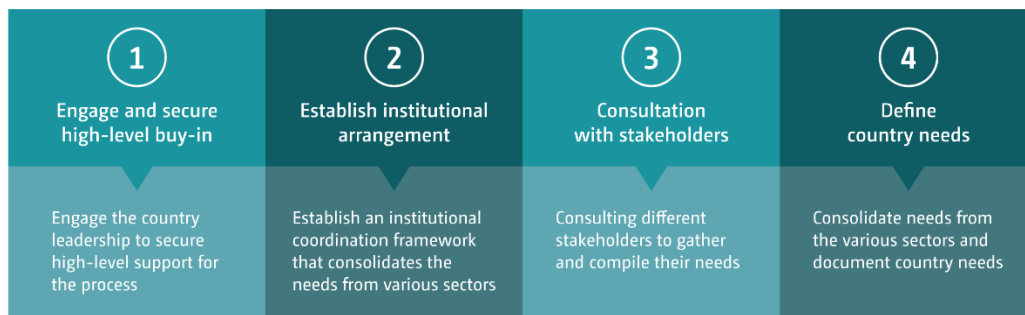 1
Engage and secure
high-level buy-in
Engage the country
leadership to secure
high-level support for
the process
2
Establish institutional
arrangement
Establish an institutional
coordination framework
that consolidates the
needs from various sectors
3
Consultation
with stakeholders
Consulting different
stakeholders to gather
and compile their needs
4
Define
country needs
Consolidate needs from
the various sectors and
document country needs